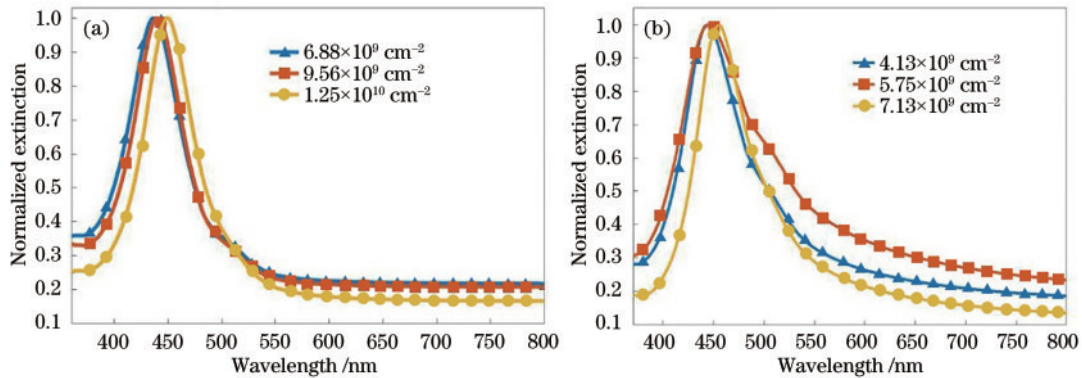 (a)
6.88×10⁹ cm⁻²
9.56×10⁹ cm⁻²
1.25×10¹⁰ cm⁻²
Normalized extinction
1.0
0.9
0.8
0.7
0.6
0.5
0.4
0.3
0.2
0.1
400 450 500 550 600 650 700 750 800
Wavelength /nm
(b)
4.13×10⁹ cm⁻²
5.75×10⁹ cm⁻²
7.13×10⁹ cm⁻²
Normalized extinction
1.0
0.9
0.8
0.7
0.6
0.5
0.4
0.3
0.2
0.1
400 450 500 550 600 650 700 750 800
Wavelength /nm